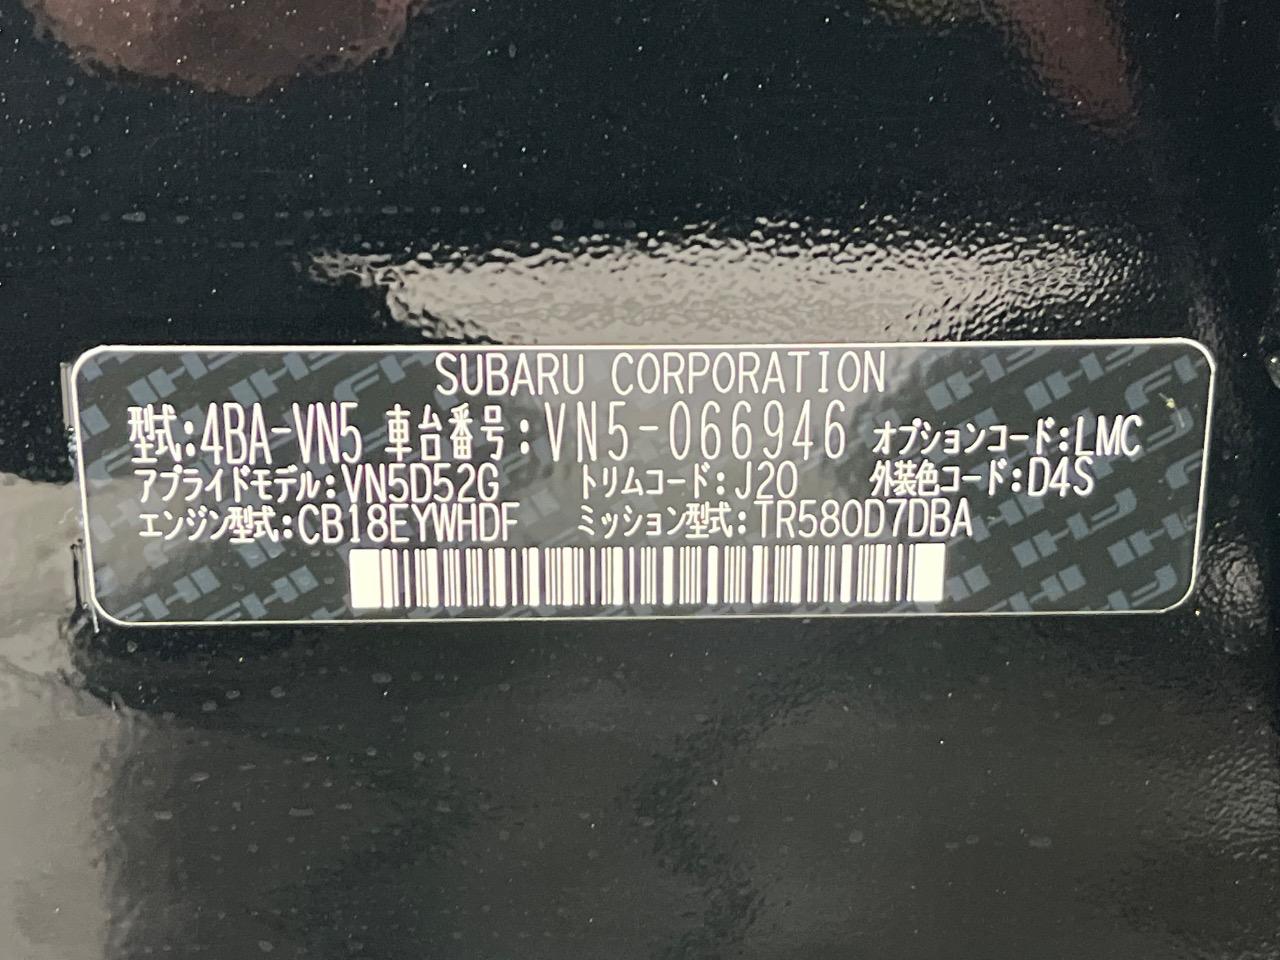 SUBARU CORPORATION
型式:4BA-VN5 車台番号:VN5-066946 オプションコード:LMC
アプライドモデル:VN5D52G トリムコード:J20 外装色コード:D4S
エンジン型式:CB18EYWHDF ミッション型式:TR580D7DBA